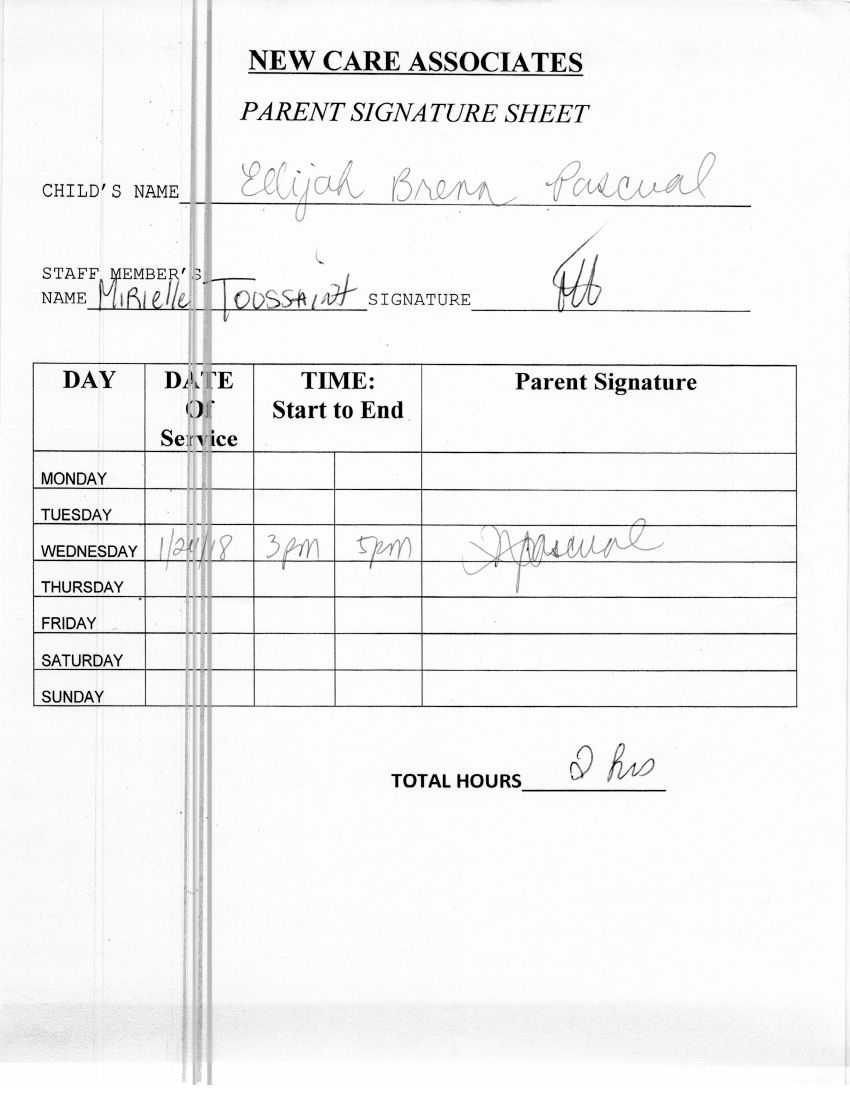 NEW CARE ASSOCIATES
PARENT SIGNATURE SHEET
CHILD'S NAME Ellijah Brenn Pascual
STAFF MEMBER'S
NAME Mirielle Toussaint SIGNATURE
DAY DATE Of Service TIME: Start to End Parent Signature
MONDAY
TUESDAY
WEDNESDAY 1/24/18 3pm 5pm Pascual
THURSDAY
FRIDAY
SATURDAY
SUNDAY
TOTAL HOURS 2 hrs